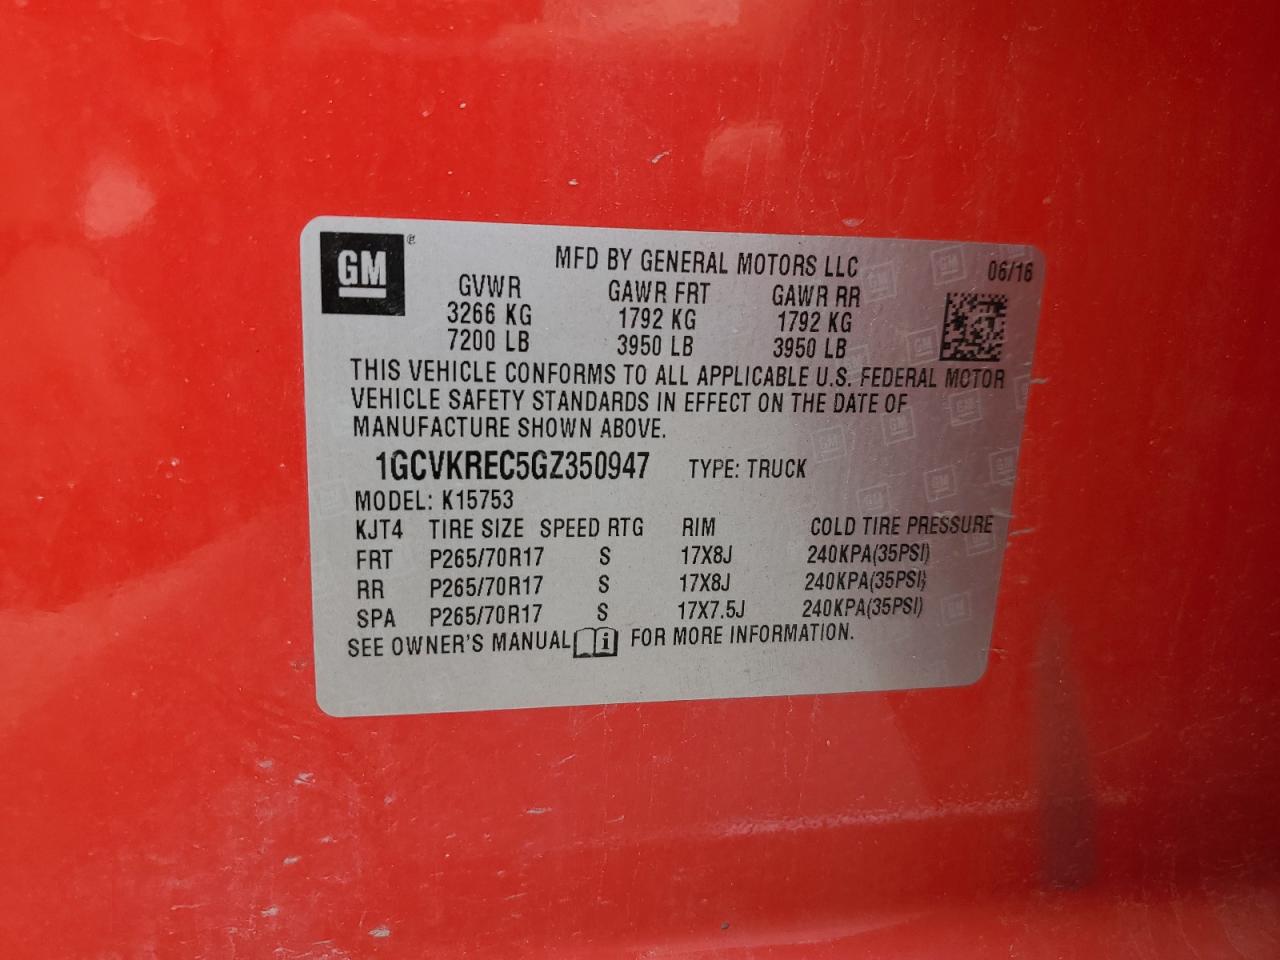 GM
MFD BY GENERAL MOTORS LLC 06/16
GVWR GAWR FRT GAWR RR
3266 KG 1792 KG 1792 KG
7200 LB 3950 LB 3950 LB
THIS VEHICLE CONFORMS TO ALL APPLICABLE U.S. FEDERAL MOTOR
VEHICLE SAFETY STANDARDS IN EFFECT ON THE DATE OF
MANUFACTURE SHOWN ABOVE.
1GCVKREC5GZ350947 TYPE: TRUCK
MODEL: K15753
KJT4 TIRE SIZE SPEED RTG RIM COLD TIRE PRESSURE
FRT P265/70R17 S 17X8J 240KPA(35PSI)
RR P265/70R17 S 17X8J 240KPA(35PSI)
SPA P265/70R17 S 17X7.5J 240KPA(35PSI)
SEE OWNER'S MANUAL i FOR MORE INFORMATION.